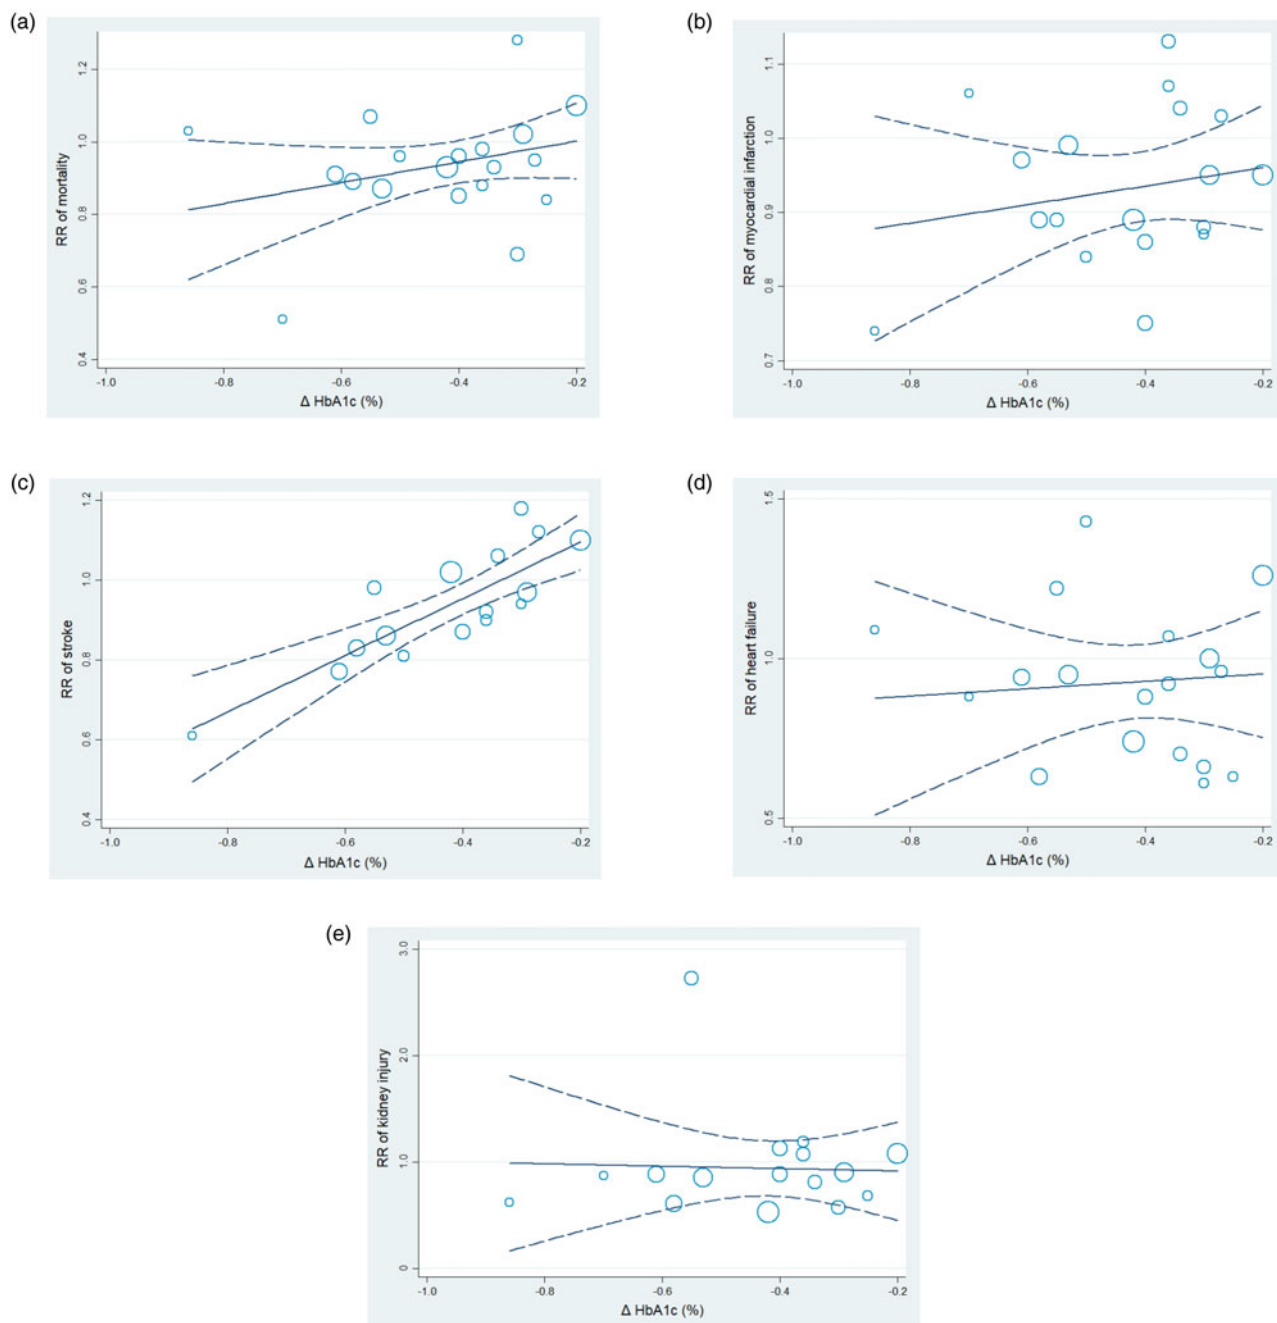 (a)
RR of mortality
1.2
1.0
0.8
0.6
0.4
-1.0 -0.8 -0.6 -0.4 -0.2
Δ HbA1c (%)
(b)
RR of myocardial infarction
1.1
1.0
0.9
0.8
0.7
-1.0 -0.8 -0.6 -0.4 -0.2
Δ HbA1c (%)
(c)
RR of stroke
1.2
1.0
0.8
0.6
0.4
-1.0 -0.8 -0.6 -0.4 -0.2
Δ HbA1c (%)
(d)
RR of heart failure
1.5
1.0
0.5
-1.0 -0.8 -0.6 -0.4 -0.2
Δ HbA1c (%)
(e)
RR of kidney injury
3.0
2.0
1.0
0
-1.0 -0.8 -0.6 -0.4 -0.2
Δ HbA1c (%)